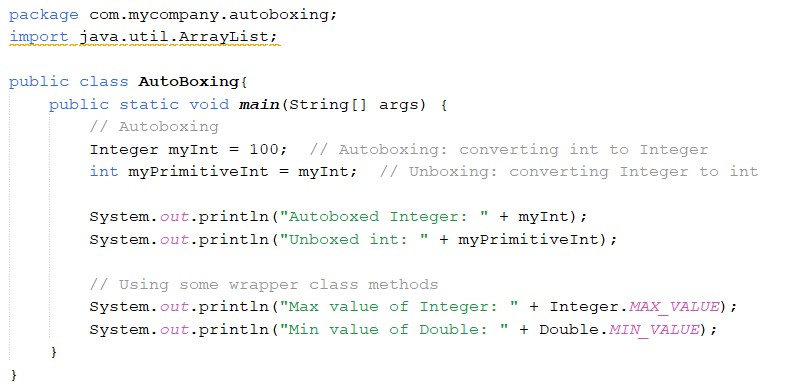 package com.mycompany.autoboxing;
import java.util.ArrayList;
public class AutoBoxing{
public static void main(String[] args) {
// Autoboxing
Integer myInt = 100;  // Autoboxing: converting int to Integer
int myPrimitiveInt = myInt;  // Unboxing: converting Integer to int
System.out.println("Autoboxed Integer: " + myInt);
System.out.println("Unboxed int: " + myPrimitiveInt);
// Using some wrapper class methods
System.out.println("Max value of Integer: " + Integer.MAX_VALUE);
System.out.println("Min value of Double: " + Double.MIN_VALUE);
}
}